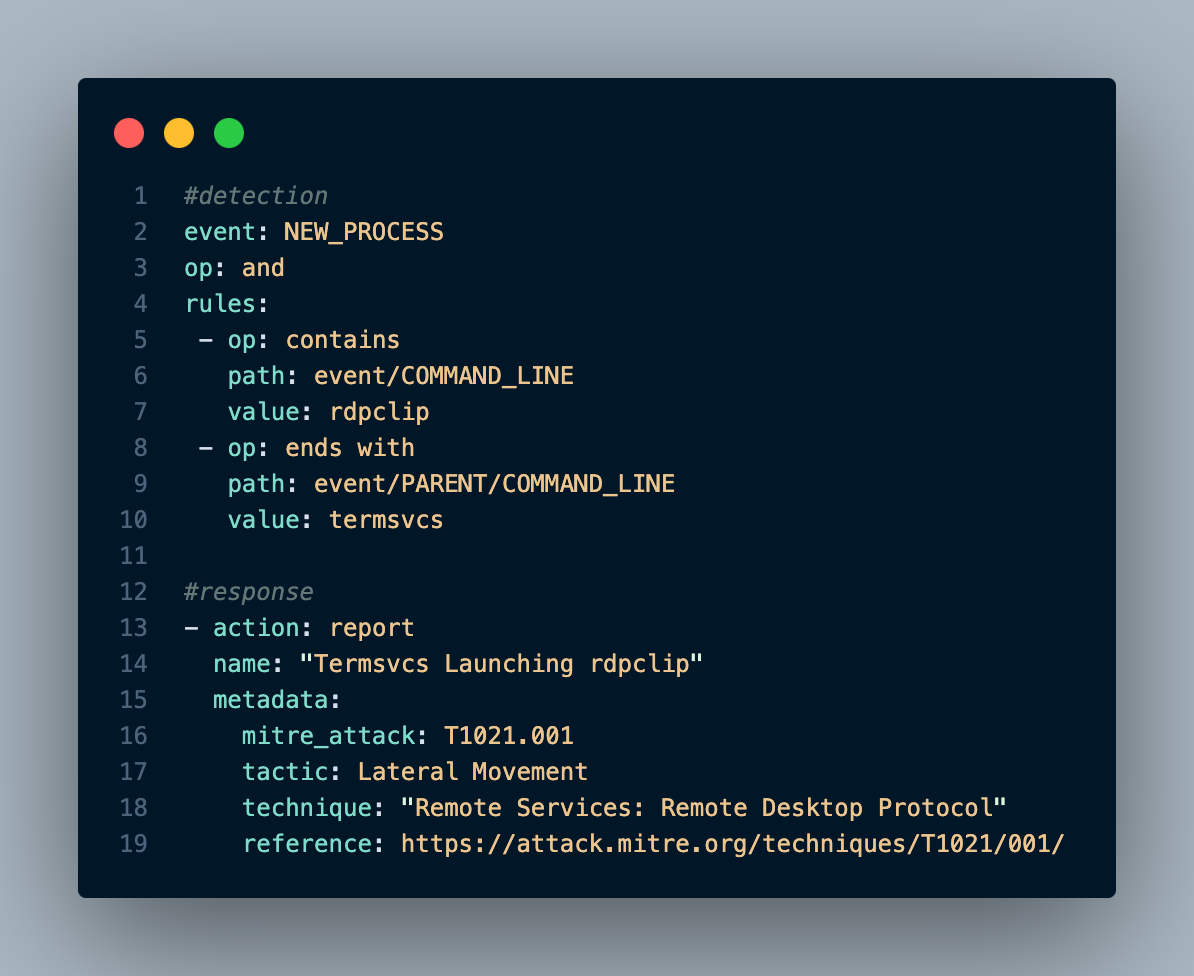 1 #detection
2 event: NEW_PROCESS
3 op: and
4 rules:
5  - op: contains
6    path: event/COMMAND_LINE
7    value: rdpclip
8  - op: ends with
9    path: event/PARENT/COMMAND_LINE
10    value: termsvcs
11
12 #response
13 - action: report
14   name: "Termsvcs Launching rdpclip"
15   metadata:
16     mitre_attack: T1021.001
17     tactic: Lateral Movement
18     technique: "Remote Services: Remote Desktop Protocol"
19     reference: https://attack.mitre.org/techniques/T1021/001/